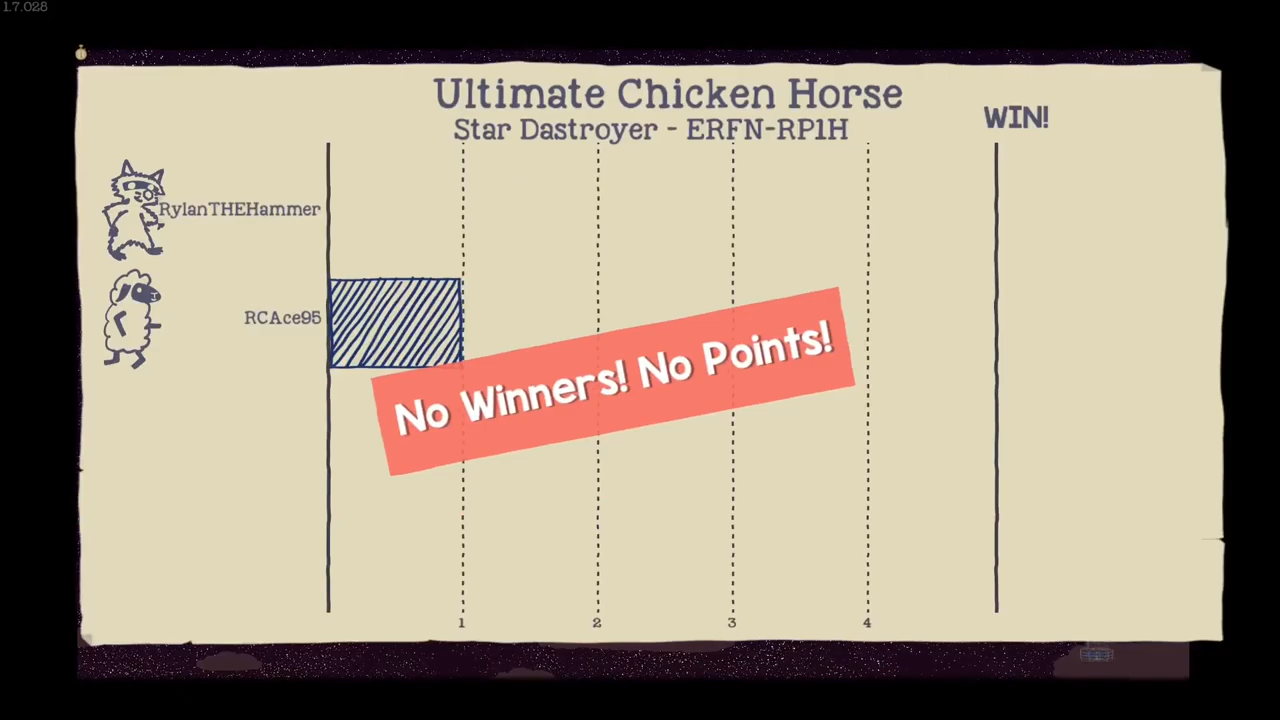 1.7.028
Ultimate Chicken Horse
Star Dastroyer - ERFN-RP1H
WIN!
RylanTHEHammer
RCAce95
No Winners! No Points!
1 2 3 4